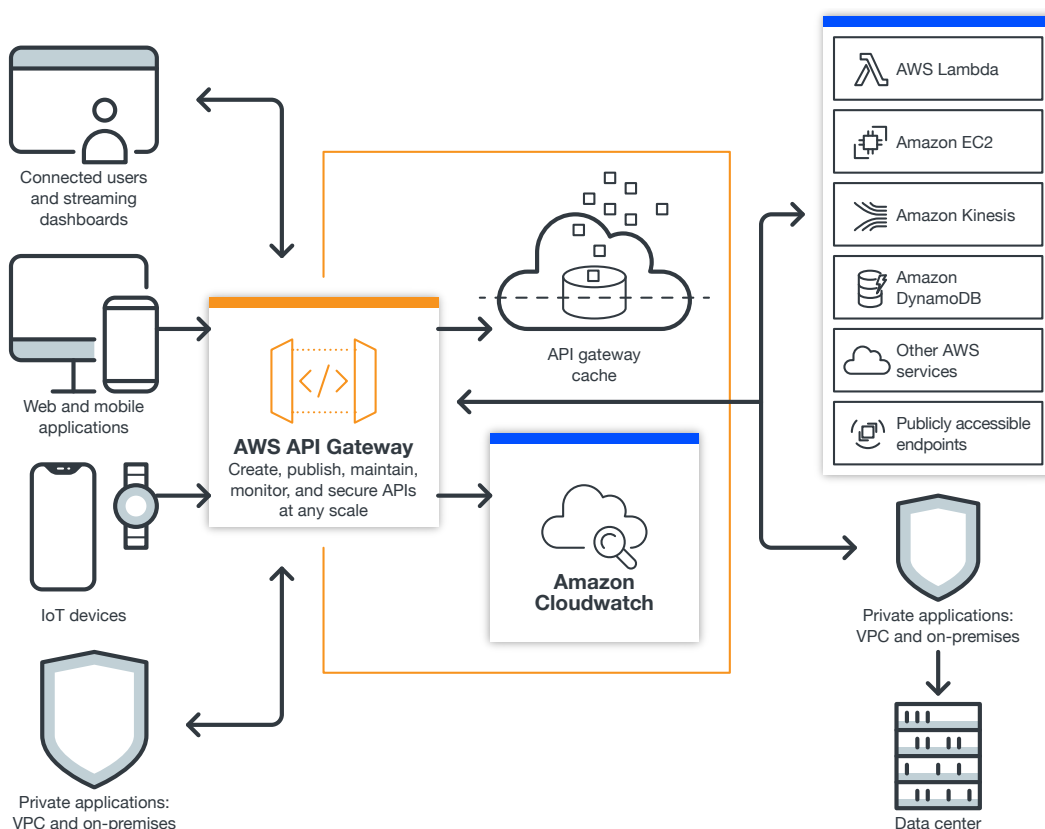 Connected users
and streaming
dashboards
Web and mobile
applications
IoT devices
Private applications:
VPC and on-premises
</>
AWS API Gateway
Create, publish, maintain,
monitor, and secure APIs
at any scale
API gateway
cache
Amazon
Cloudwatch
AWS Lambda
Amazon EC2
Amazon Kinesis
Amazon
DynamoDB
Other AWS
services
Publicly accessible
endpoints
Private applications:
VPC and on-premises
Data center